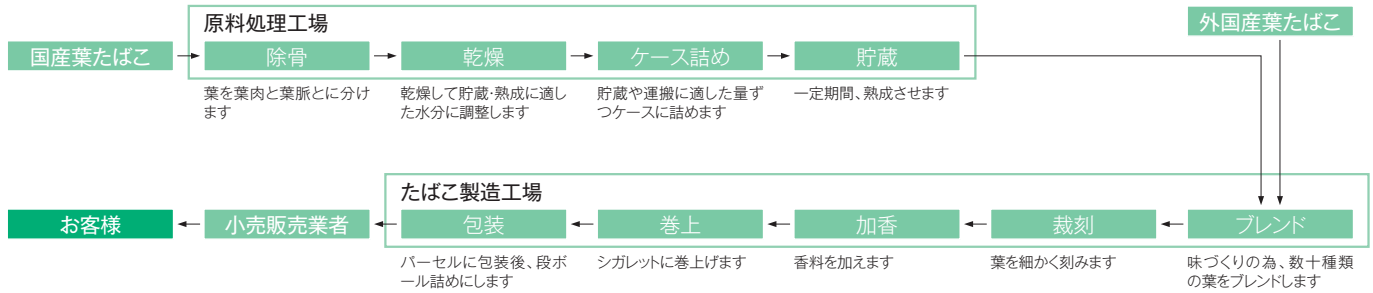 原料処理工場
外国産葉たばこ
国産葉たばこ
除骨
乾燥
ケース詰め
貯蔵
葉を葉肉と葉脈とに分け
ます
乾燥して貯蔵・熟成に適し
た水分に調整します
貯蔵や運搬に適した量ず
つケースに詰めます
一定期間、熟成させます
たばこ製造工場
お客様
小売販売業者
包装
巻上
加香
裁刻
ブレンド
パーセルに包装後、段ボ
ール詰めにします
シガレットに巻上げます
香料を加えます
葉を細かく刻みます
味づくりの為、数十種類
の葉をブレンドします